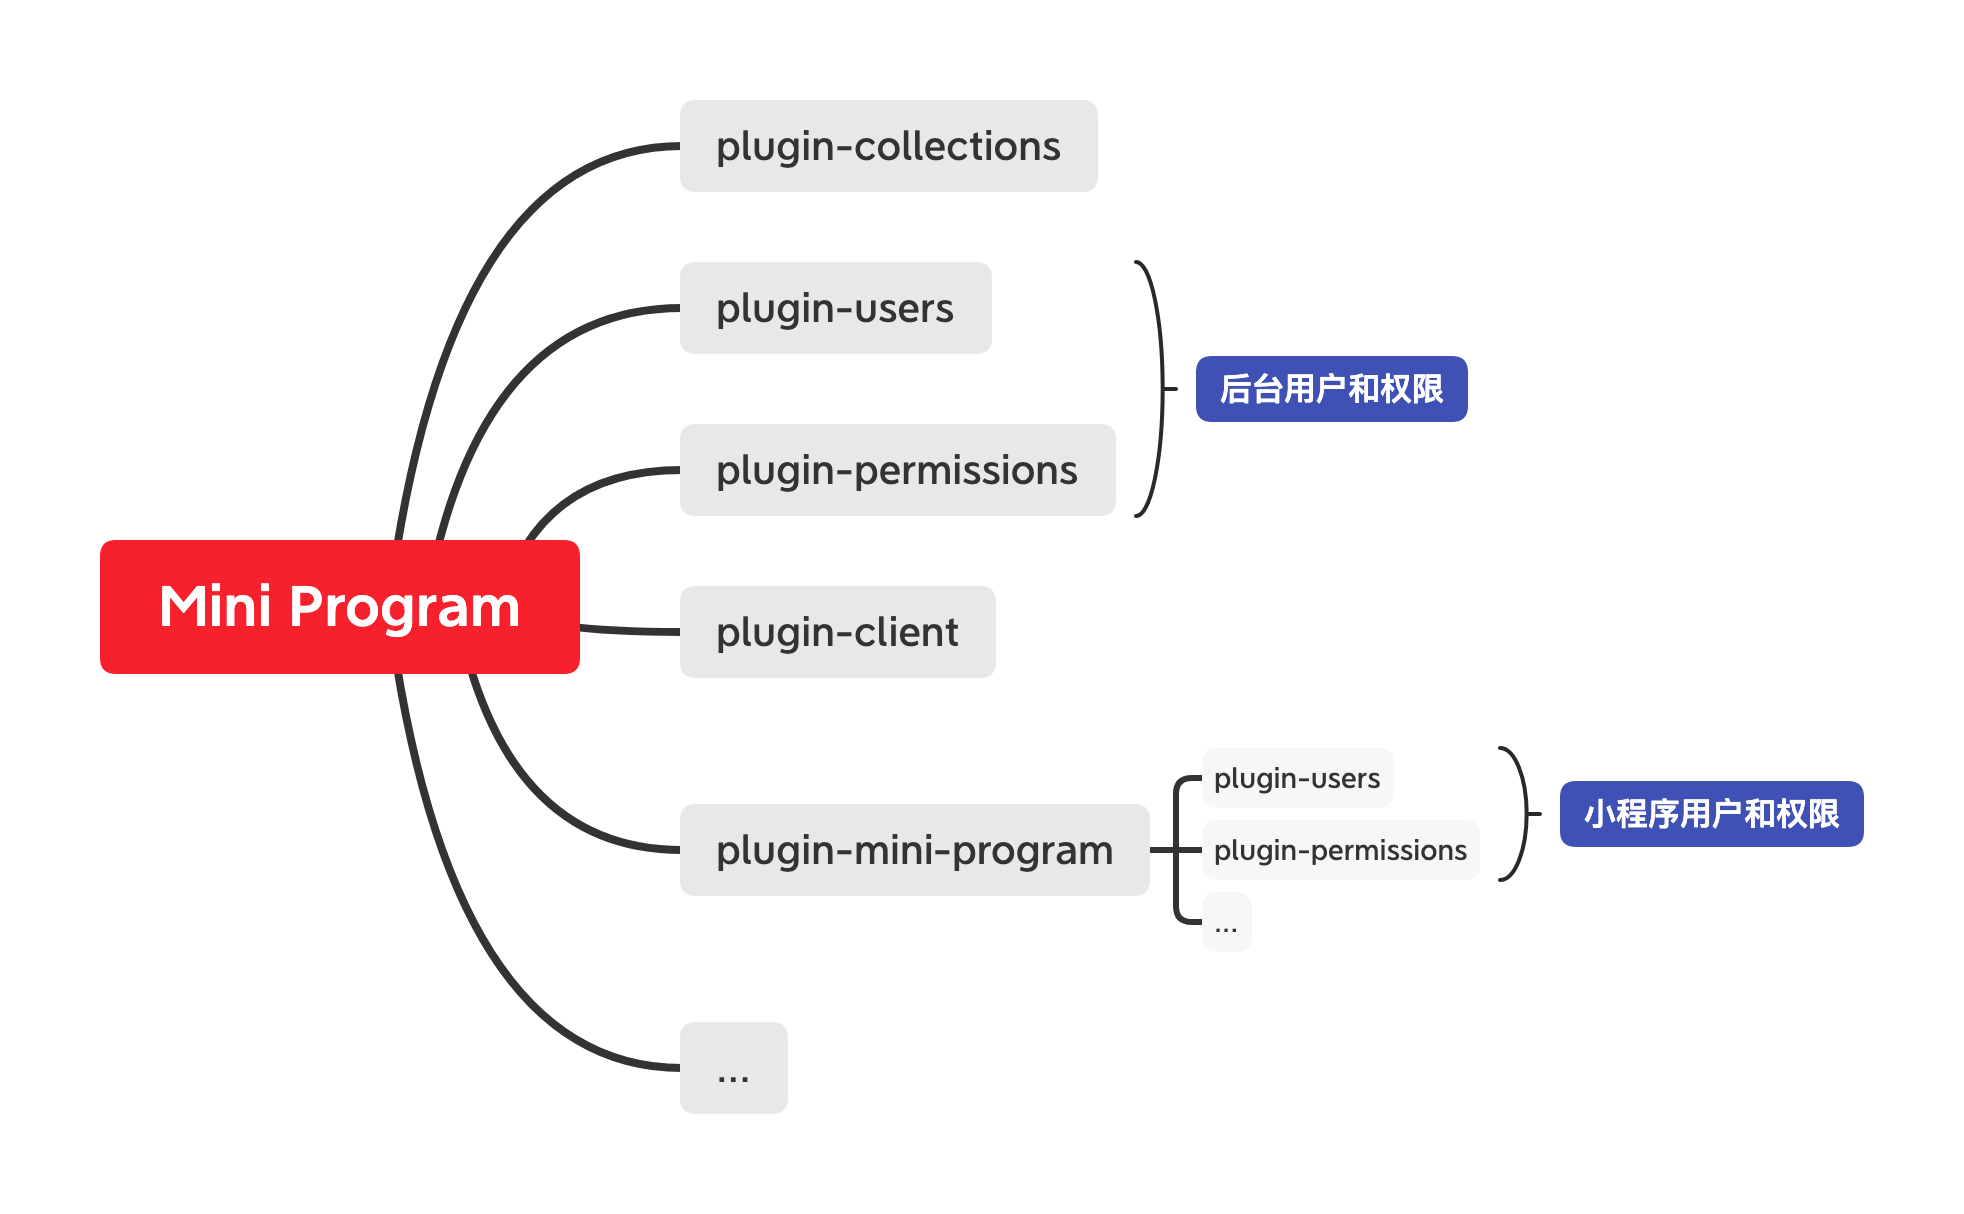 plugin-collections
plugin-users
后台用户和权限
plugin-permissions
Mini Program
plugin-client
plugin-mini-program
plugin-users
plugin-permissions
...
小程序用户和权限
...